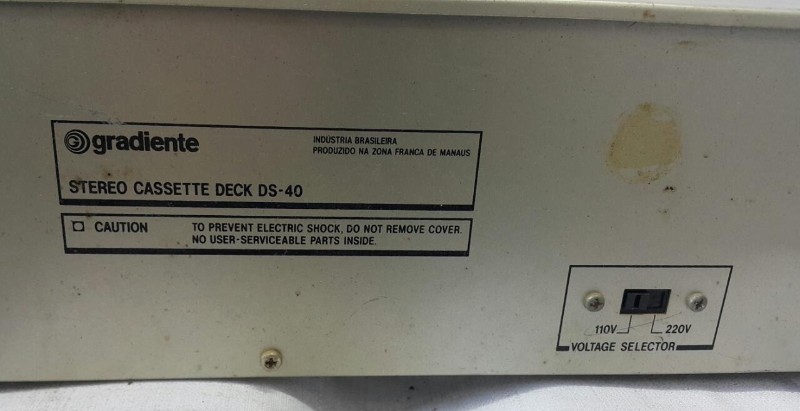 gradiente
INDÚSTRIA BRASILEIRA
PRODUZIDO NA ZONA FRANCA DE MANAUS
STEREO CASSETTE DECK DS-40
CAUTION
TO PREVENT ELECTRIC SHOCK, DO NOT REMOVE COVER.
NO USER-SERVICEABLE PARTS INSIDE.
110V 220V
VOLTAGE SELECTOR